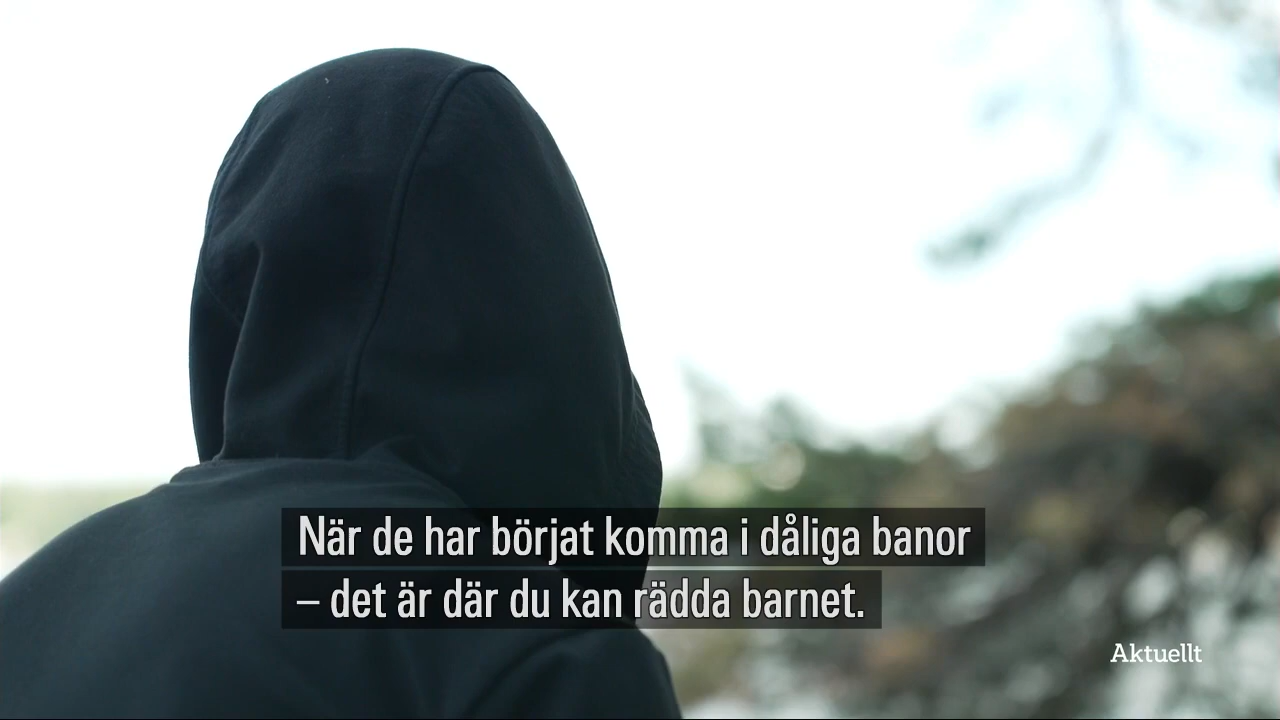 När de har börjat komma i dåliga banor
– det är där du kan rädda barnet.
Aktuellt